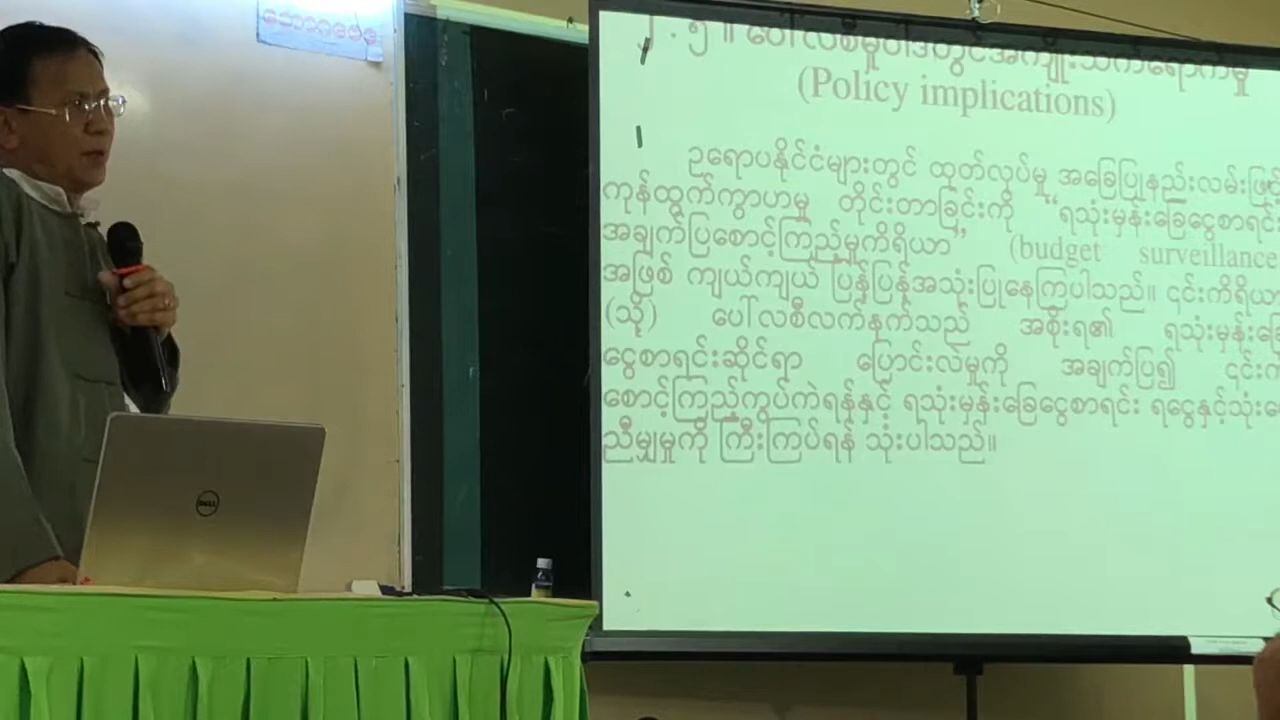 ၂.၅ ။ ပေါ်လစီမှုဝါဒတွင်အကျိုးသက်ရောက်မှု
(Policy implications)
ဥရောပနိုင်ငံများတွင် ထုတ်လုပ်မှု အခြေပြုနည်းလမ်းဖြင့်
ကုန်ထွက်ကွာဟမှု တိုင်းတာခြင်းကို “ရသုံးမှန်းခြေငွေစာရင်း
အချက်ပြစောင့်ကြည့်မှုကိရိယာ” (budget surveillance
အဖြစ် ကျယ်ကျယ် ပြန့်ပြန့်အသုံးပြုနေကြပါသည်။ ၎င်းကိရိယာ
(သို့) ပေါ်လစီလက်နက်သည် အစိုးရ၏ ရသုံးမှန်းခြေ
ငွေစာရင်းဆိုင်ရာ ပြောင်းလဲမှုကို အချက်ပြ၍ ၎င်းကို
စောင့်ကြည့်ကွပ်ကဲရန်နှင့် ရသုံးမှန်းခြေငွေစာရင်း ရငွေနှင့်သုံးငွေ
ညီမျှမှုကို ကြီးကြပ်ရန် သုံးပါသည်။
DELL